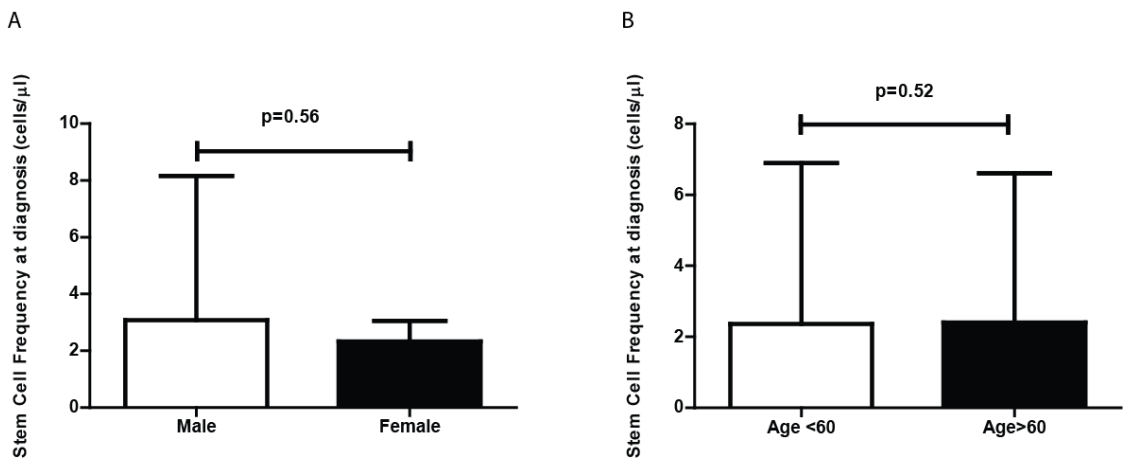 A
Stem Cell Frequency at diagnosis (cells/μl)
p=0.56
10
8
6
4
2
0
Male
Female
B
Stem Cell Frequency at diagnosis (cells/μl)
p=0.52
8
6
4
2
0
Age <60
Age>60